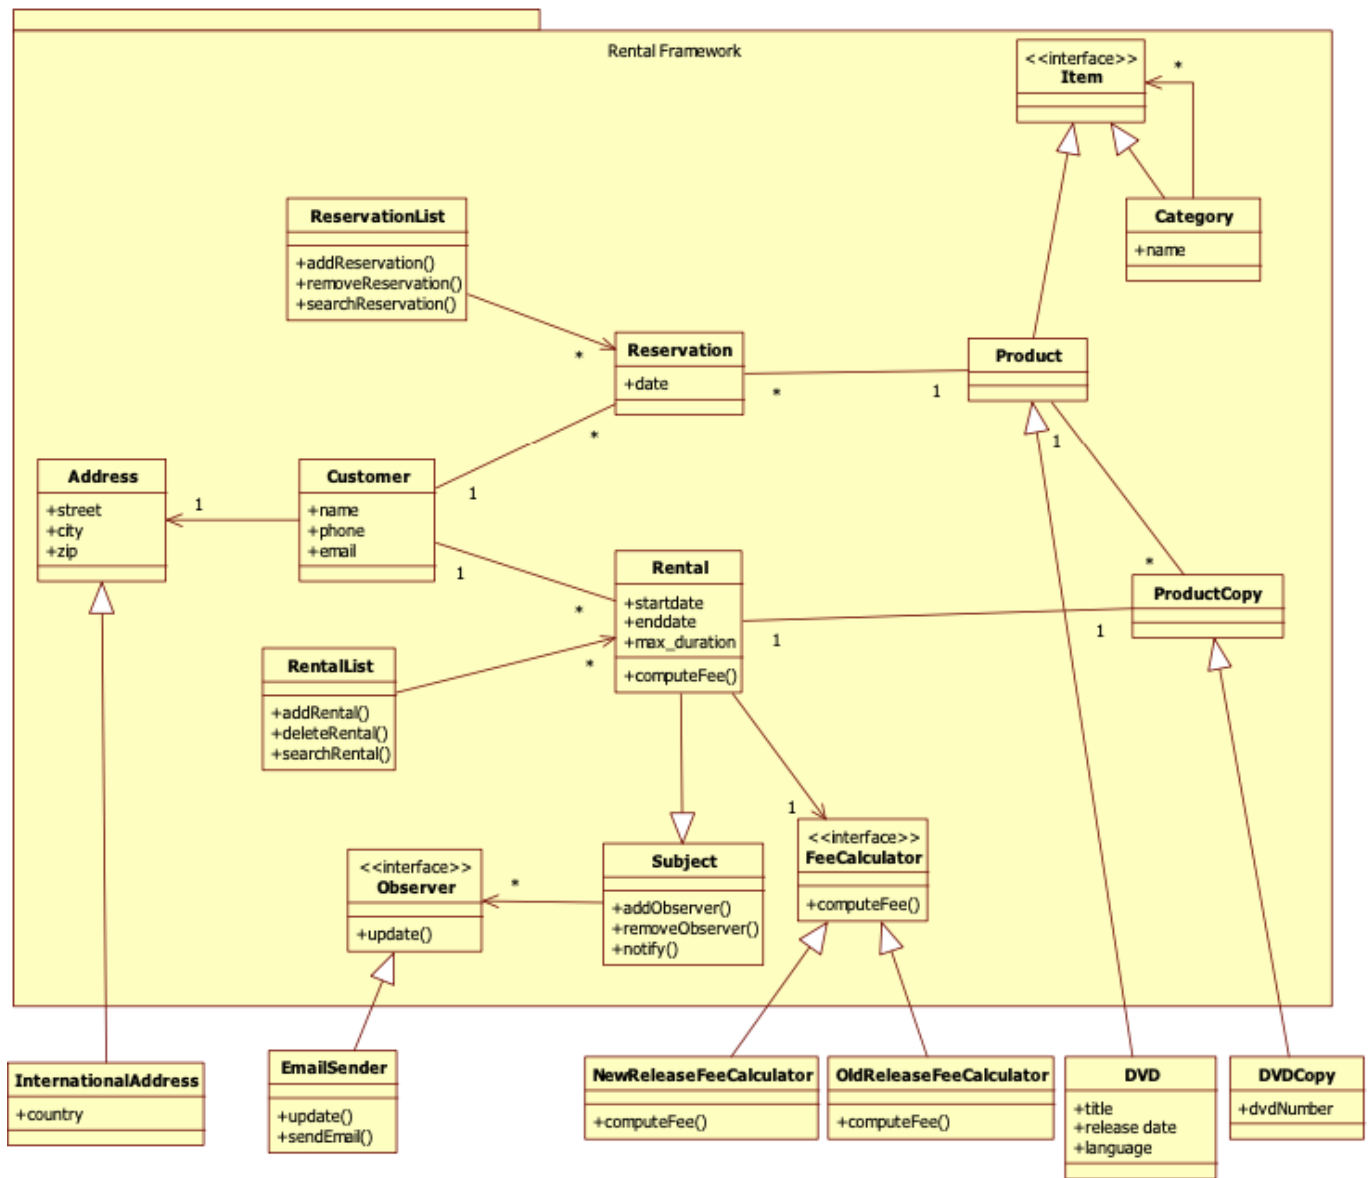 Rental Framework
<<interface>>
Item
*
Category
+name
ReservationList
+addReservation()
+removeReservation()
+searchReservation()
*
Reservation
+date
*
1
Product
*
1
1
Address
+street
+city
+zip
1
Customer
+name
+phone
+email
1
*
Rental
+startdate
+enddate
+max_duration
+computeFee()
1
1
*
ProductCopy
RentalList
+addRental()
+deleteRental()
+searchRental()
*
1
<<interface>>
FeeCalculator
+computeFee()
<<interface>>
Observer
+update()
*
Subject
+addObserver()
+removeObserver()
+notify()
InternationalAddress
+country
EmailSender
+update()
+sendEmail()
NewReleaseFeeCalculator
+computeFee()
OldReleaseFeeCalculator
+computeFee()
DVD
+title
+release date
+language
DVDCopy
+dvdNumber